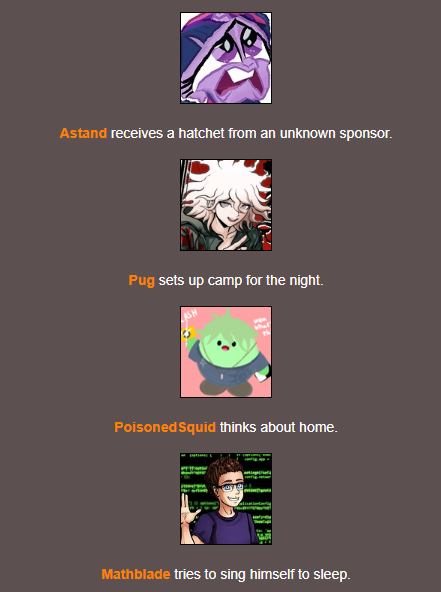 Astand receives a hatchet from an unknown sponsor.
Pug sets up camp for the night.
PoisonedSquid thinks about home.
Mathblade tries to sing himself to sleep.